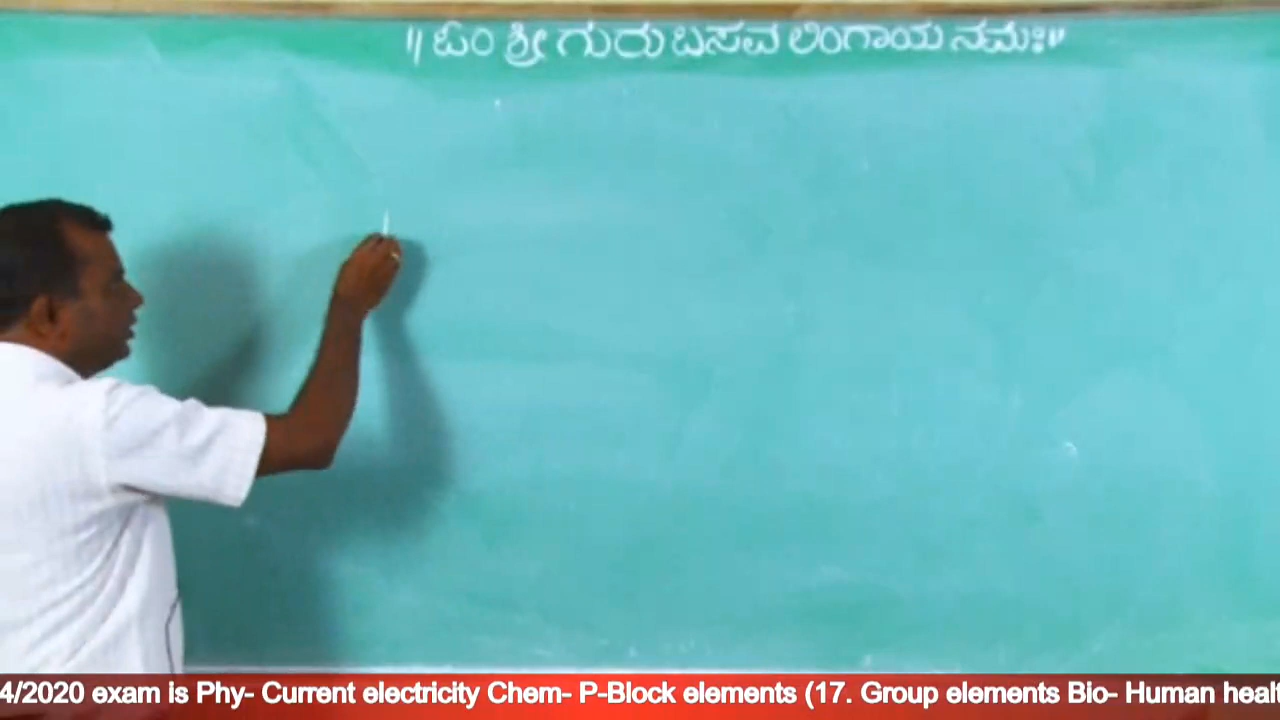 ॥ ಓಂ ಶ್ರೀ ಗುರು ಬಸವ ಲಿಂಗಾಯ ನಮಃ॥
4/2020 exam is Phy- Current electricity Chem- P-Block elements (17. Group elements Bio- Human healt